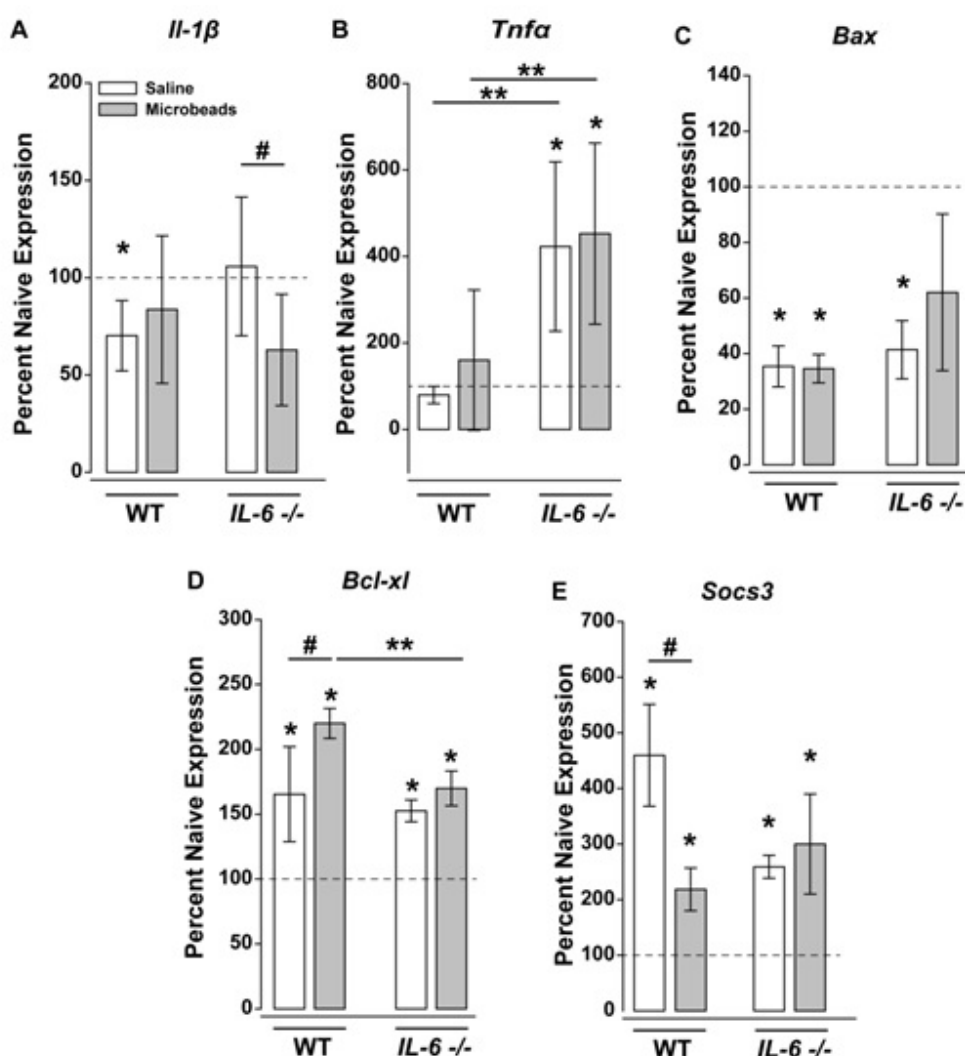 A
Il-1β
Percent Naive Expression
200
150
100
50
0
Saline
Microbeads
*
#
WT
IL-6 -/-
B
Tnfα
Percent Naive Expression
800
600
400
200
0
**
**
*
*
WT
IL-6 -/-
C
Bax
Percent Naive Expression
140
120
100
80
60
40
20
0
*
*
*
WT
IL-6 -/-
D
Bcl-xl
Percent Naive Expression
300
250
200
150
100
50
0
#
**
*
*
*
*
WT
IL-6 -/-
E
Socs3
Percent Naive Expression
700
600
500
400
300
200
100
0
#
*
*
*
*
WT
IL-6 -/-